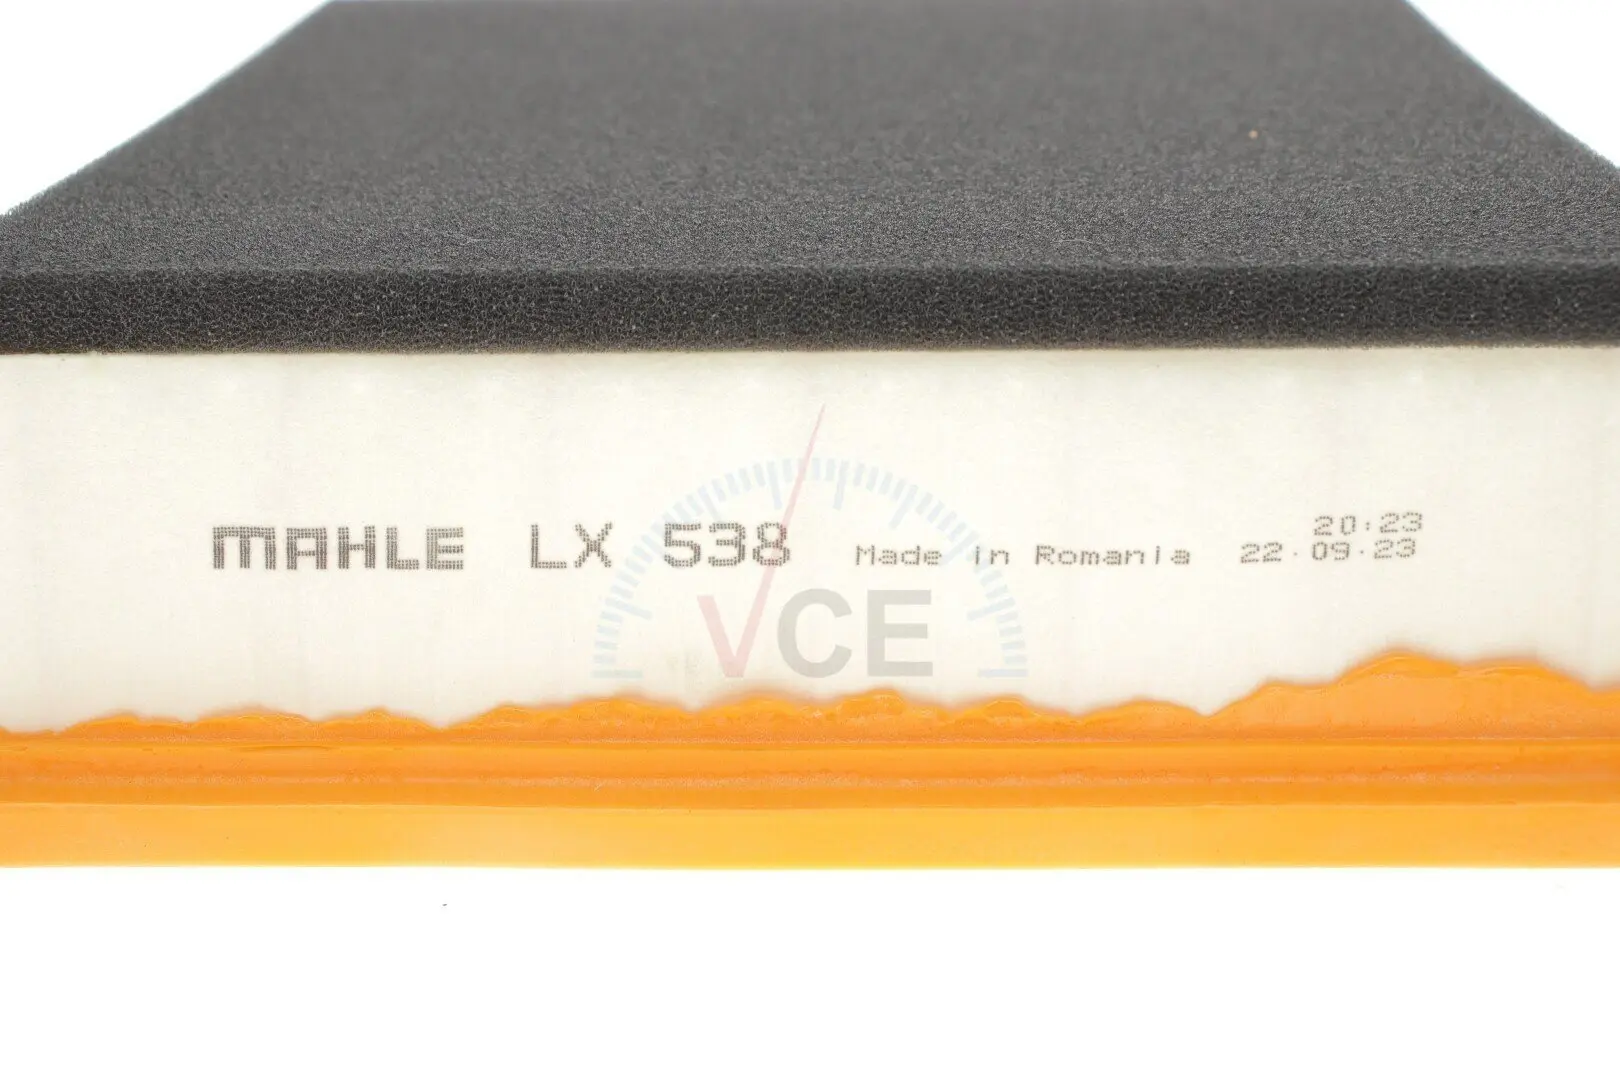 20:23
MAHLE LX 538 Made in Romania 22.09.23
VCE